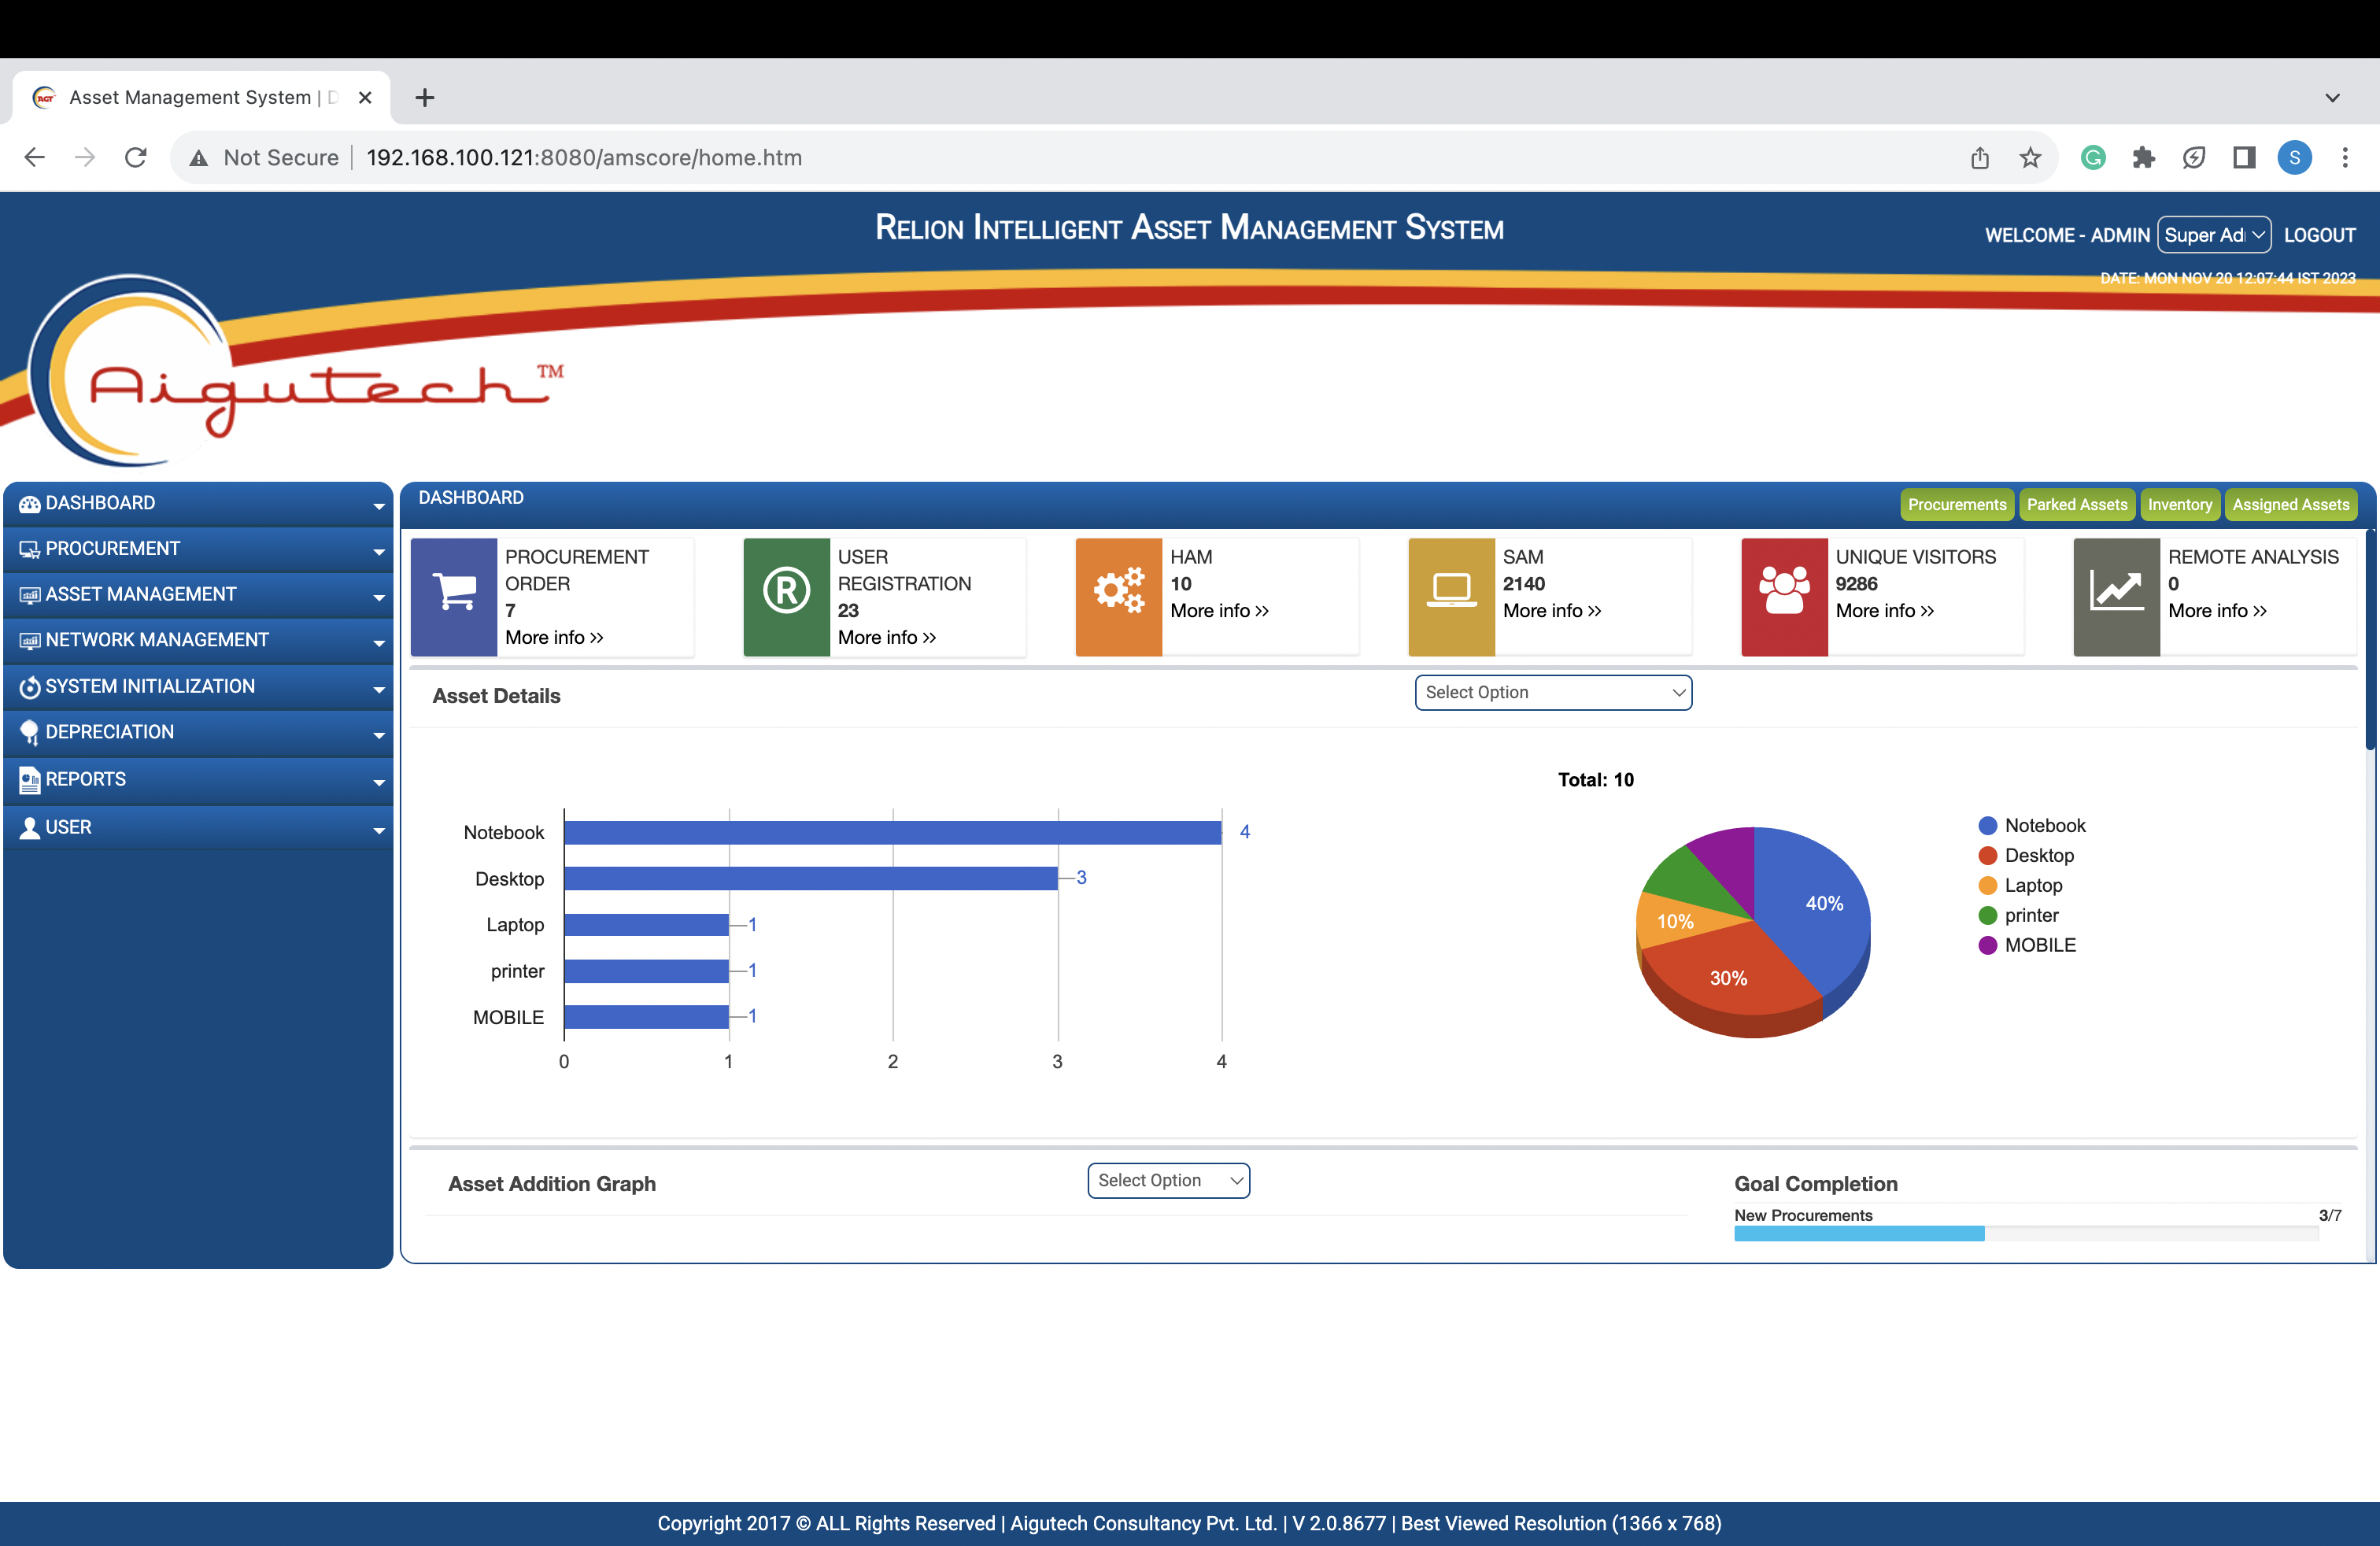 Asset Management System | D
Not Secure
192.168.100.121:8080/amscore/home.htm
S
Relion Intelligent Asset Management System
WELCOME - ADMIN Super Ad LOGOUT
DATE: MON NOV 20 12:07:44 IST 2023
AGT
Aigutech™
DASHBOARD
PROCUREMENT
ASSET MANAGEMENT
NETWORK MANAGEMENT
SYSTEM INITIALIZATION
DEPRECIATION
REPORTS
USER
DASHBOARD
Procurements Parked Assets Inventory Assigned Assets
PROCUREMENT
ORDER
7
More info »
R
USER
REGISTRATION
23
More info »
HAM
10
More info »
SAM
2140
More info »
UNIQUE VISITORS
9286
More info »
REMOTE ANALYSIS
0
More info »
Asset Details
Select Option
Notebook 4
Desktop 3
Laptop 1
printer 1
MOBILE 1
0 1 2 3 4
Total: 10
40%
10%
30%
Notebook
Desktop
Laptop
printer
MOBILE
Asset Addition Graph
Select Option
Goal Completion
New Procurements 3/7
Copyright 2017 © ALL Rights Reserved | Aigutech Consultancy Pvt. Ltd. | V 2.0.8677 | Best Viewed Resolution (1366 x 768)